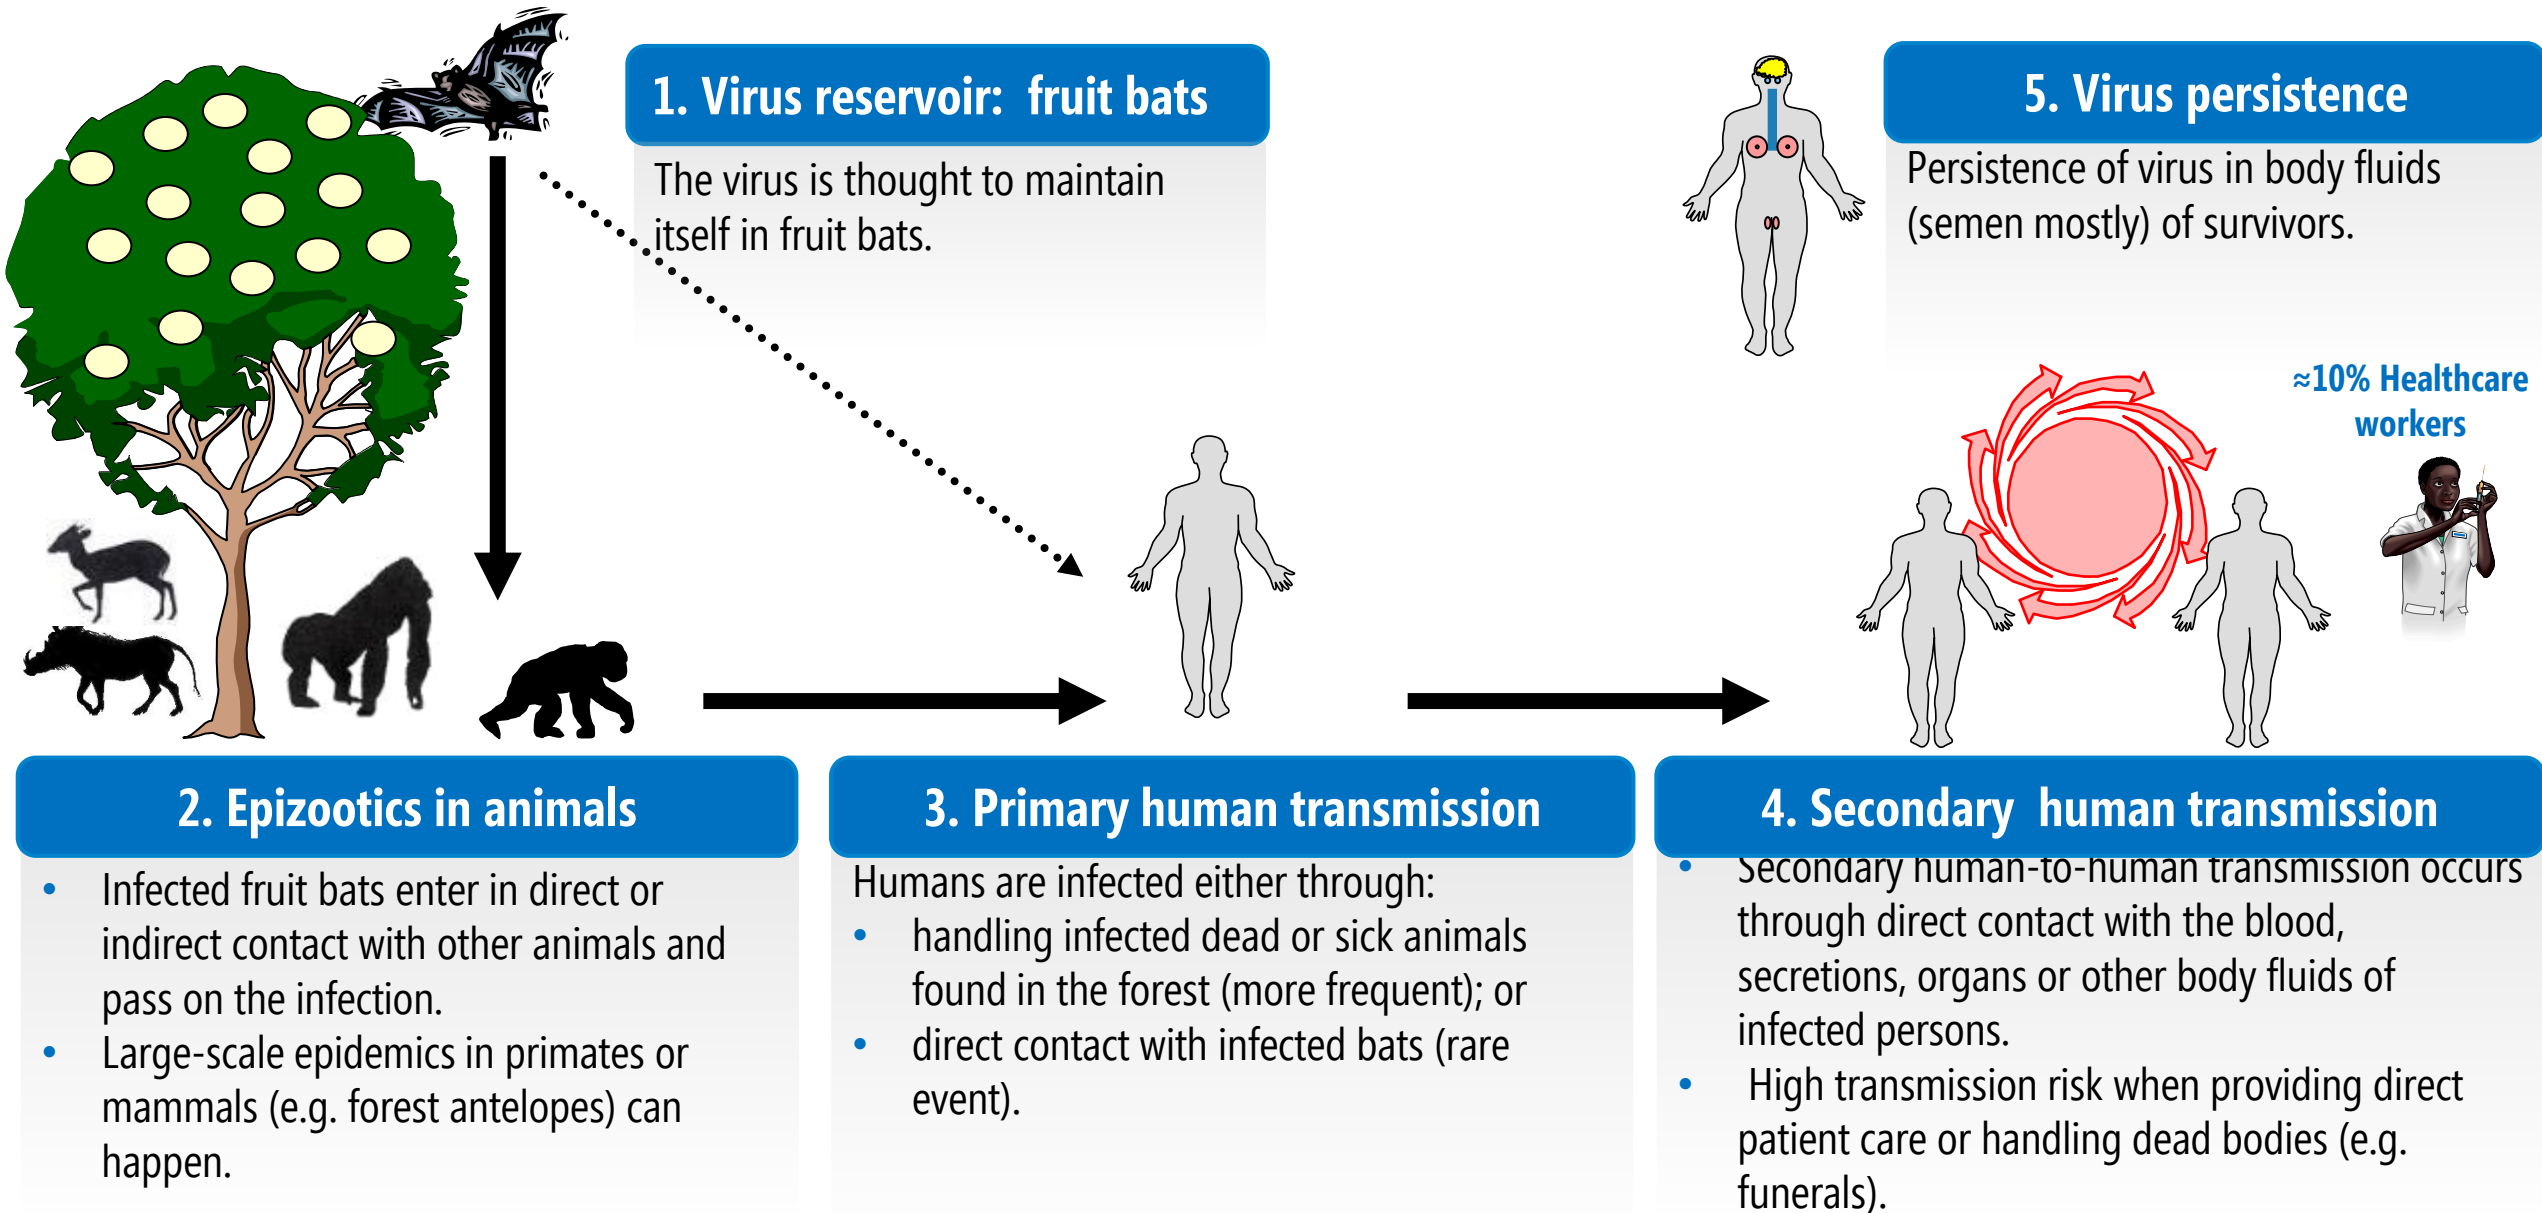 1. Virus reservoir:  fruit bats
The virus is thought to maintain
itself in fruit bats.
5. Virus persistence
Persistence of virus in body fluids
(semen mostly) of survivors.
≈10% Healthcare
workers
2. Epizootics in animals
• Infected fruit bats enter in direct or
indirect contact with other animals and
pass on the infection.
• Large-scale epidemics in primates or
mammals (e.g. forest antelopes) can
happen.
3. Primary human transmission
Humans are infected either through:
• handling infected dead or sick animals
found in the forest (more frequent); or
• direct contact with infected bats (rare
event).
4. Secondary  human transmission
• Secondary human-to-human transmission occurs
through direct contact with the blood,
secretions, organs or other body fluids of
infected persons.
• High transmission risk when providing direct
patient care or handling dead bodies (e.g.
funerals).